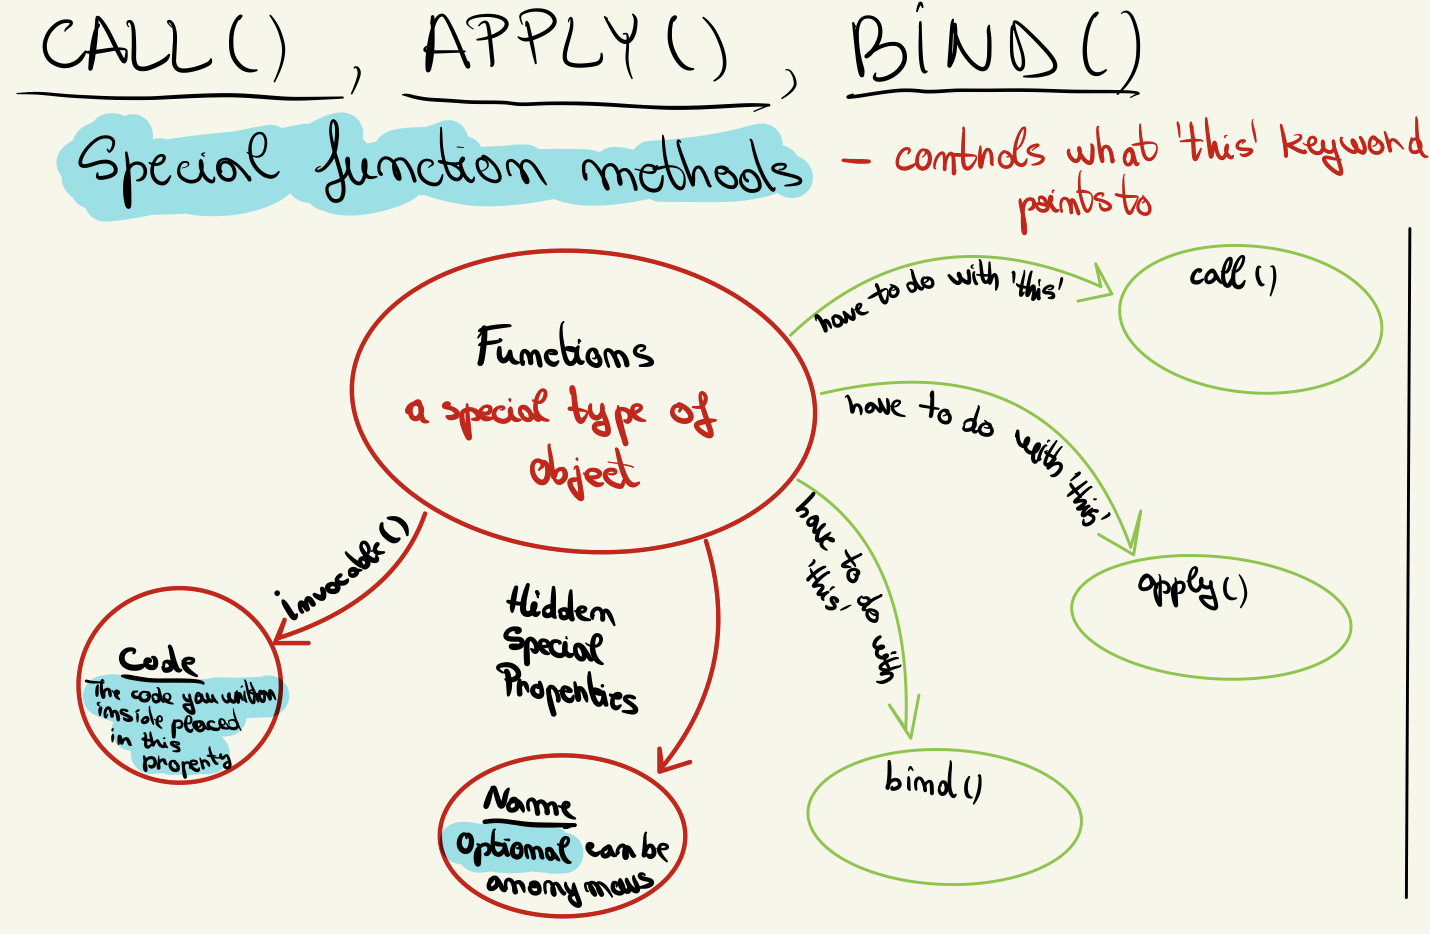 CALL() , APPLY() , BIND()
Special function methods - controls what 'this' keyword
points to
Functions
a special type of
Object
have to do with 'this'
call()
have to do with 'this'
apply()
have to do with
'this'
bind()
invocable()
Code
The code you written
inside placed
in this
property
Hidden
Special
Properties
Name
Optional can be
anonymous